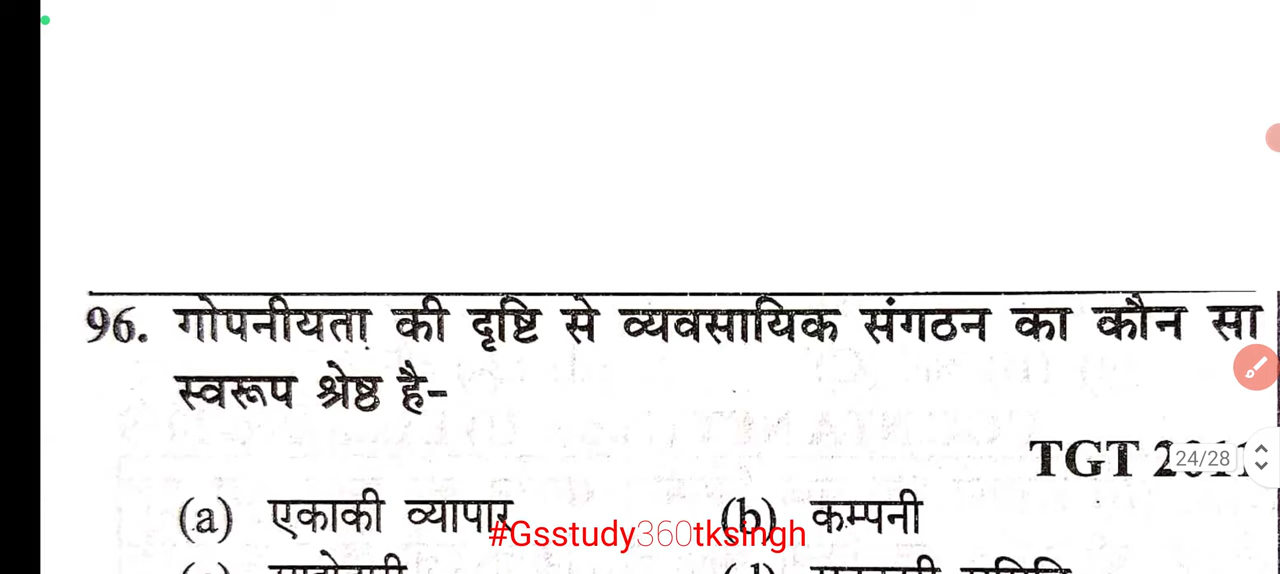 96. गोपनीयता की दृष्टि से व्यवसायिक संगठन का कौन सा
स्वरूप श्रेष्ठ है-
TGT
24/28
(a) एकाकी व्यापार (b) कम्पनी
#Gsstudy360tksingh